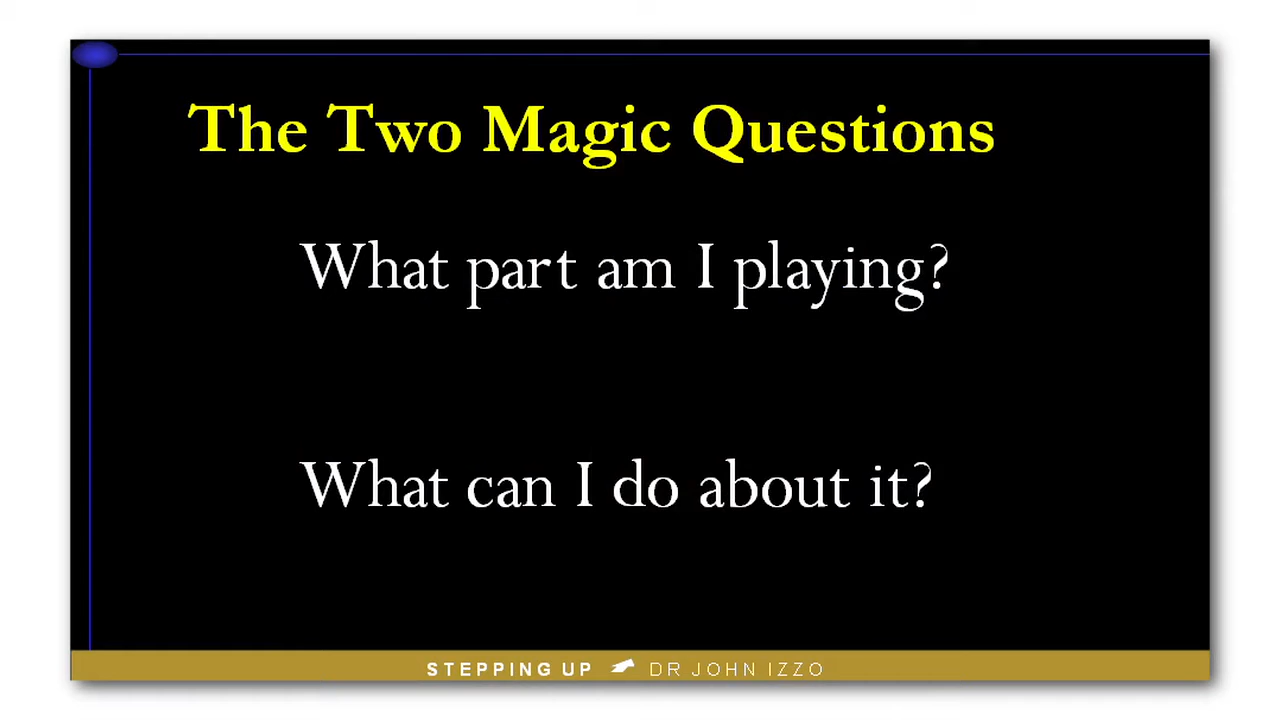 The Two Magic Questions
What part am I playing?
What can I do about it?
STEPPING UP DR JOHN IZZO